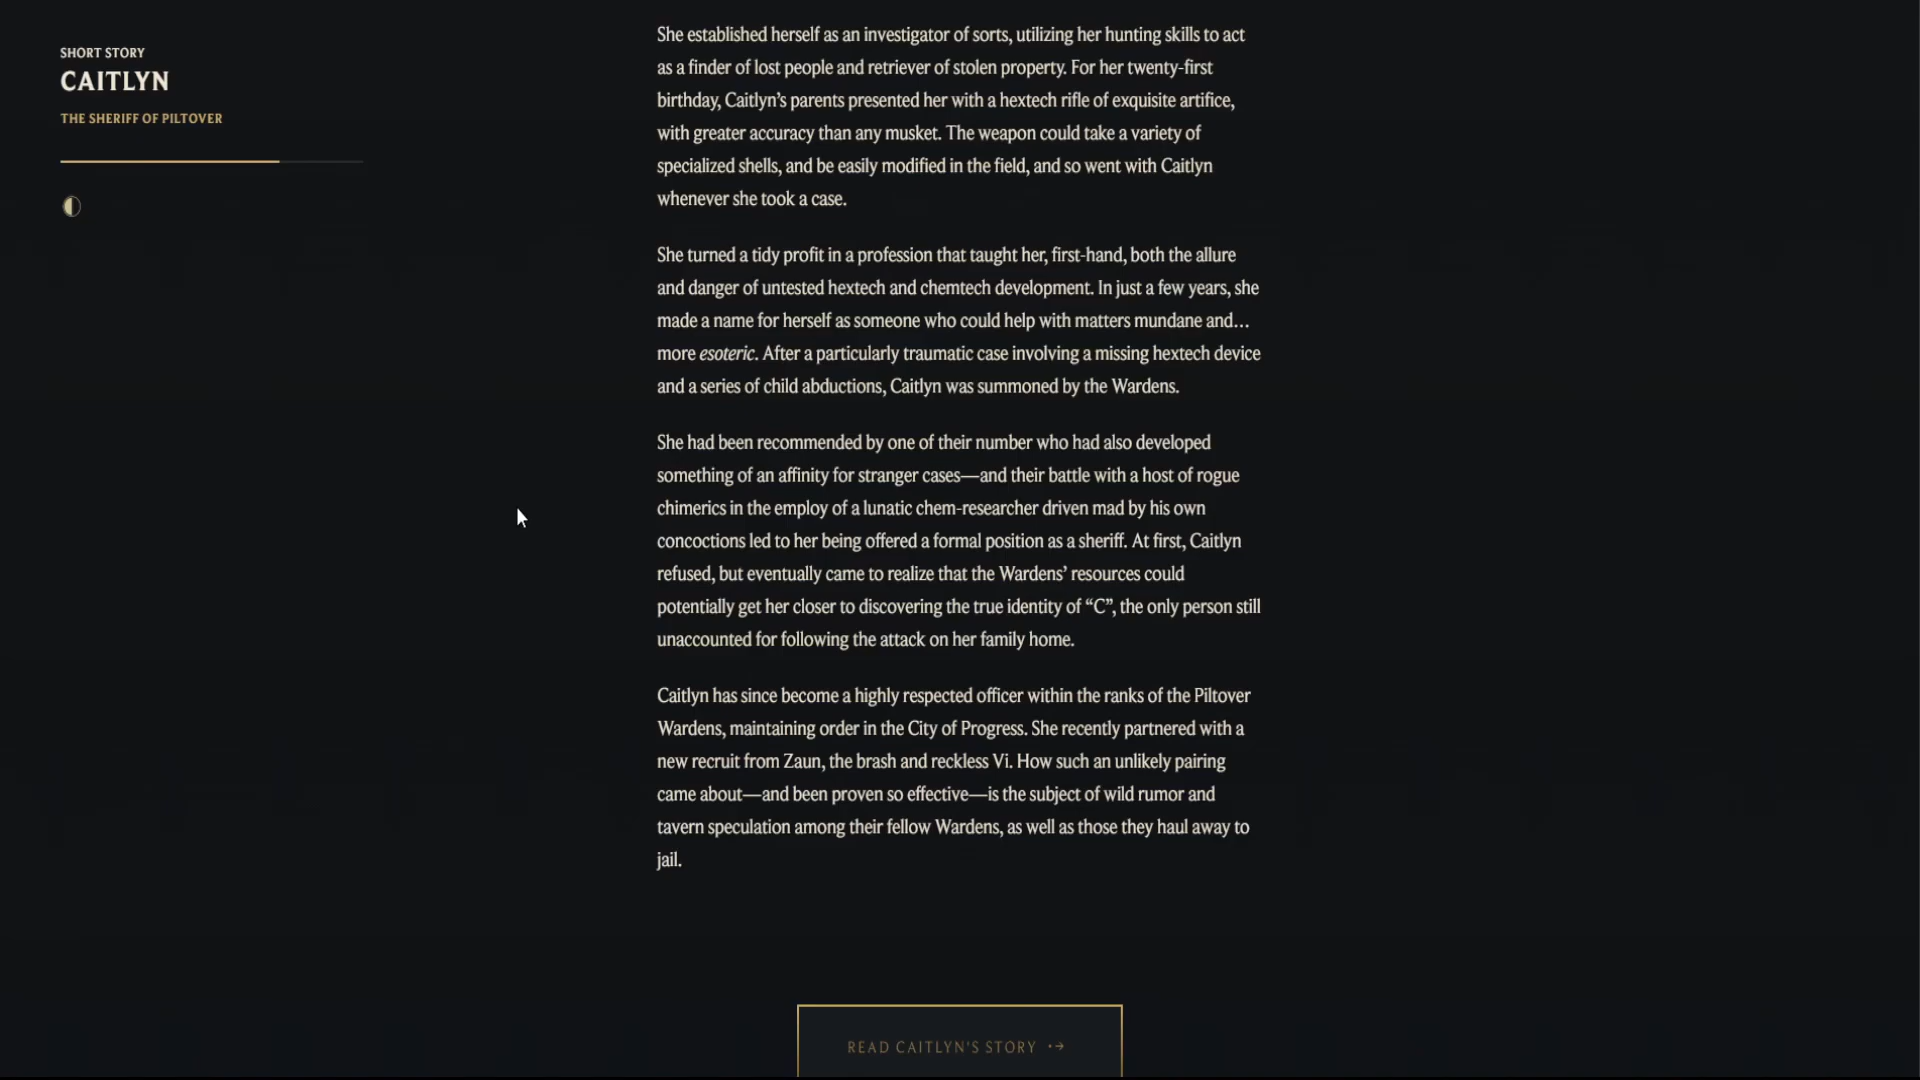 SHORT STORY
CAITLYN
THE SHERIFF OF PILTOVER
She established herself as an investigator of sorts, utilizing her hunting skills to act
as a finder of lost people and retriever of stolen property. For her twenty-first
birthday, Caitlyn’s parents presented her with a hextech rifle of exquisite artifice,
with greater accuracy than any musket. The weapon could take a variety of
specialized shells, and be easily modified in the field, and so went with Caitlyn
whenever she took a case.
She turned a tidy profit in a profession that taught her, first-hand, both the allure
and danger of untested hextech and chemtech development. In just a few years, she
made a name for herself as someone who could help with matters mundane and…
more esoteric. After a particularly traumatic case involving a missing hextech device
and a series of child abductions, Caitlyn was summoned by the Wardens.
She had been recommended by one of their number who had also developed
something of an affinity for stranger cases—and their battle with a host of rogue
chimerics in the employ of a lunatic chem-researcher driven mad by his own
concoctions led to her being offered a formal position as a sheriff. At first, Caitlyn
refused, but eventually came to realize that the Wardens’ resources could
potentially get her closer to discovering the true identity of “C”, the only person still
unaccounted for following the attack on her family home.
Caitlyn has since become a highly respected officer within the ranks of the Piltover
Wardens, maintaining order in the City of Progress. She recently partnered with a
new recruit from Zaun, the brash and reckless Vi. How such an unlikely pairing
came about—and been proven so effective—is the subject of wild rumor and
tavern speculation among their fellow Wardens, as well as those they haul away to
jail.
READ CAITLYN'S STORY